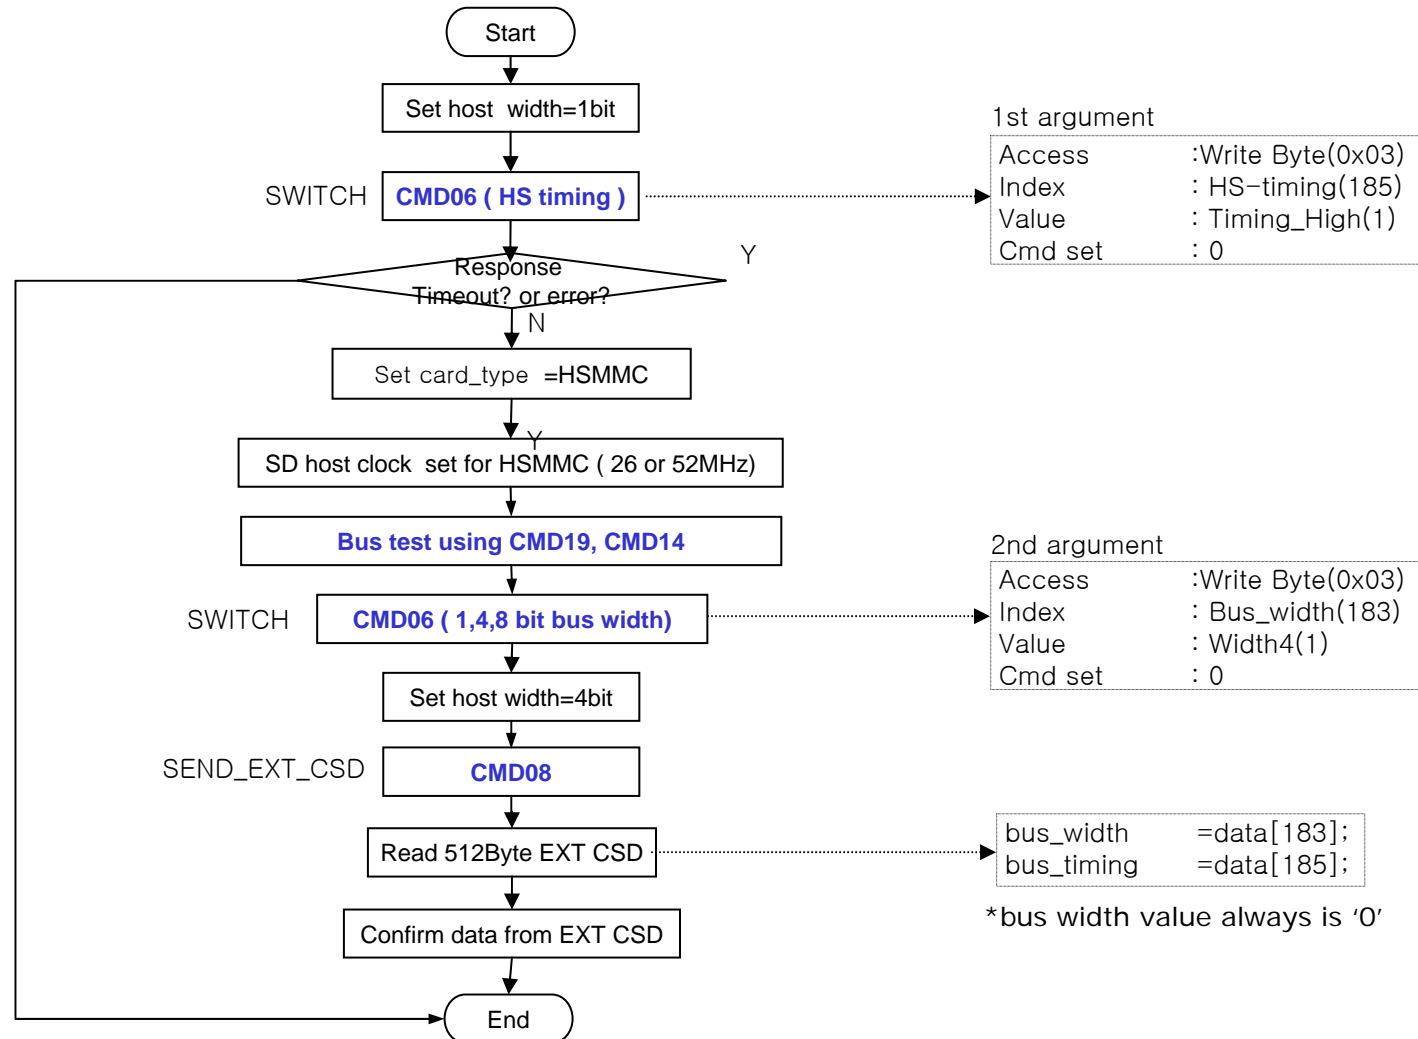 Start
Set host width=1bit
SWITCH
CMD06 ( HS timing )
1st argument
Access :Write Byte(0x03)
Index : HS-timing(185)
Value : Timing_High(1)
Cmd set : 0
Y
Response
Timeout? or error?
N
Set card_type =HSMMC
Y
SD host clock set for HSMMC ( 26 or 52MHz)
Bus test using CMD19, CMD14
SWITCH
CMD06 ( 1,4,8 bit bus width)
2nd argument
Access :Write Byte(0x03)
Index : Bus_width(183)
Value : Width4(1)
Cmd set : 0
Set host width=4bit
SEND_EXT_CSD
CMD08
Read 512Byte EXT CSD
bus_width =data[183];
bus_timing =data[185];
*bus width value always is ‘0’
Confirm data from EXT CSD
End